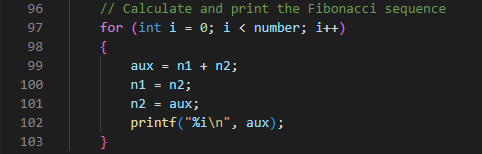 96 // Calculate and print the Fibonacci sequence
97 for (int i = 0; i < number; i++)
98 {
99 aux = n1 + n2;
100 n1 = n2;
101 n2 = aux;
102 printf("%i\n", aux);
103 }